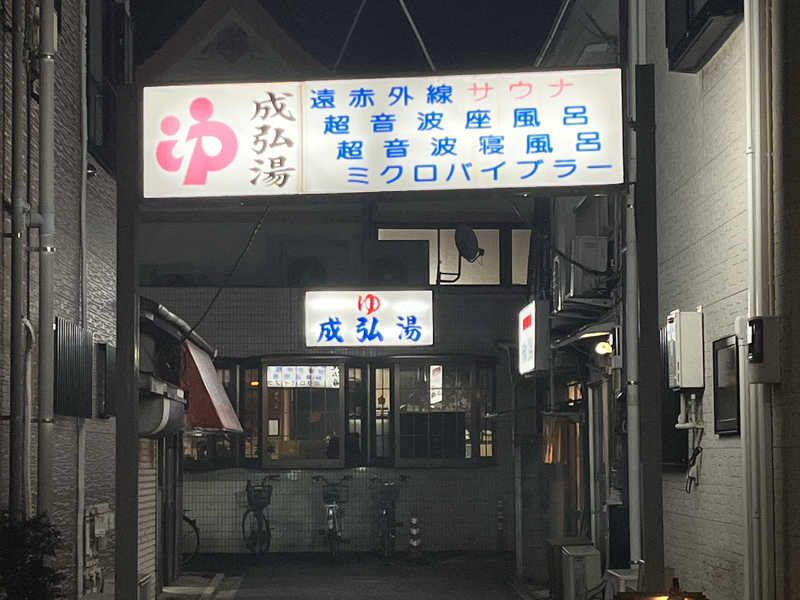 ゆ
成弘湯
遠赤外線サウナ
超音波座風呂
超音波寝風呂
ミクロバイブラー
ゆ
成弘湯